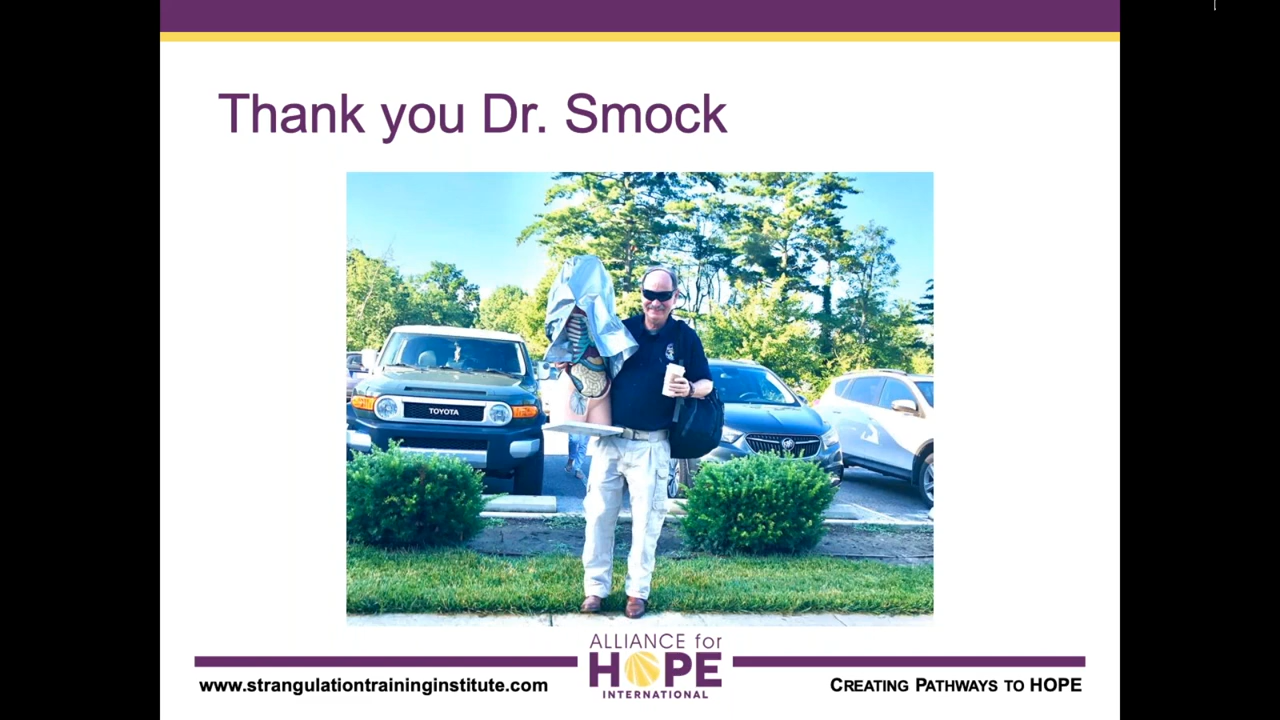 Thank you Dr. Smock
TOYOTA
ALLIANCE for
HOPE
INTERNATIONAL
www.strangulationtraininginstitute.com
CREATING PATHWAYS TO HOPE